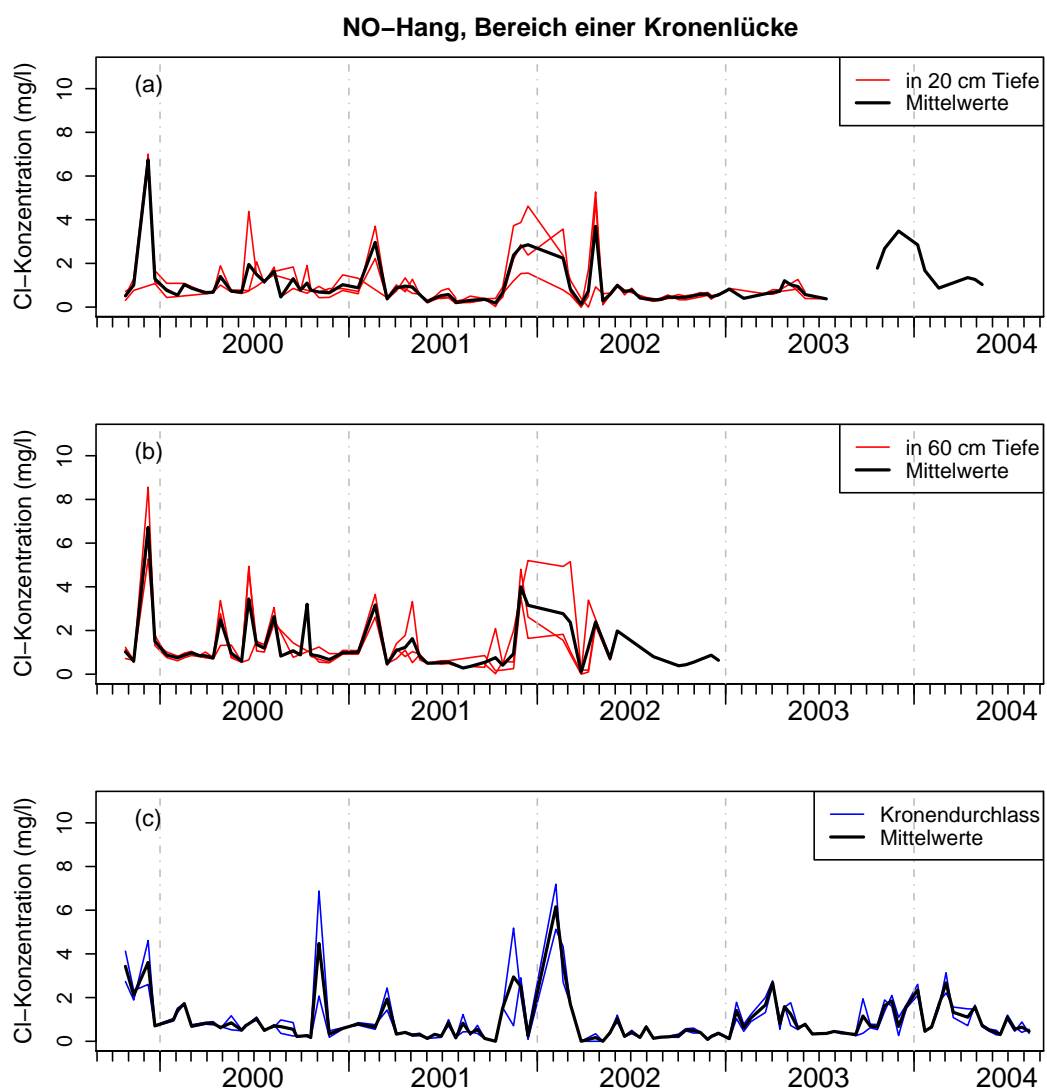 NO–Hang, Bereich einer Kronenlücke
(a)
in 20 cm Tiefe
Mittelwerte
Cl–Konzentration (mg/l)
10
8
6
4
2
0
2000 2001 2002 2003 2004
(b)
in 60 cm Tiefe
Mittelwerte
Cl–Konzentration (mg/l)
10
8
6
4
2
0
2000 2001 2002 2003 2004
(c)
Kronendurchlass
Mittelwerte
Cl–Konzentration (mg/l)
10
8
6
4
2
0
2000 2001 2002 2003 2004